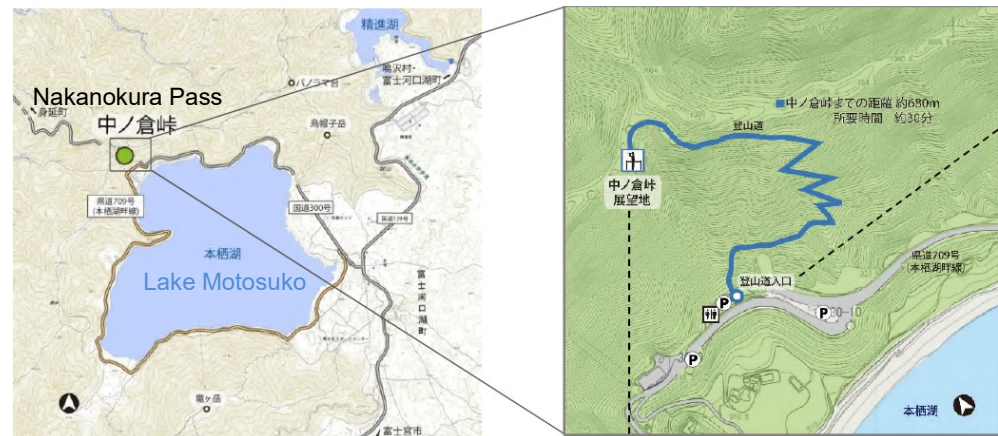 精進湖
鳴沢村・
富士河口湖町
パノラマ台
Nakanokura Pass
身延町
中ノ倉峠
烏帽子岳
県道709号
(本栖湖畔線)
国道300号
国道139号
本栖湖
Lake Motosuko
富士河口湖町
竜ヶ岳
富士宮市
■中ノ倉峠までの距離 約680m
所要時間 約30分
登山道
中ノ倉峠
展望地
県道709号
(本栖湖畔線)
登山道入口
P
P
P
本栖湖